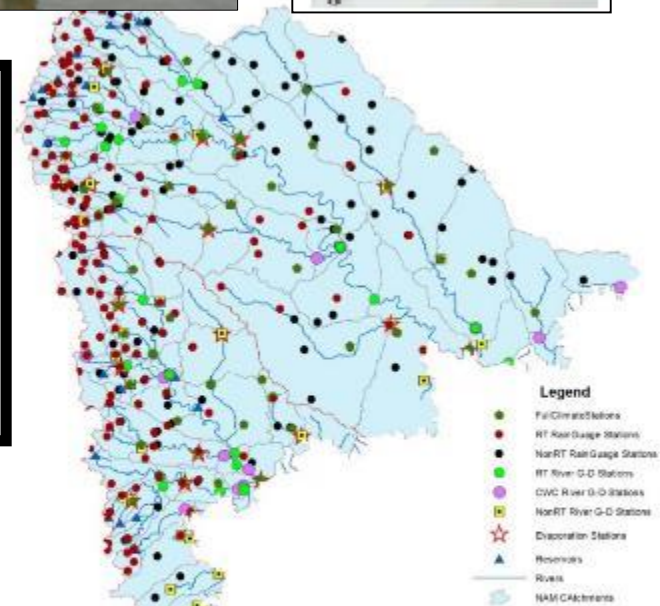 Legend
FullClimateStations
RT RainGuage Stations
NonRT RainGuage Stations
RT River G-D Stations
CWC River G-D Stations
NonRT River G-D Stations
Evaporation Stations
Reservoirs
Rivers
NAM CAtchments